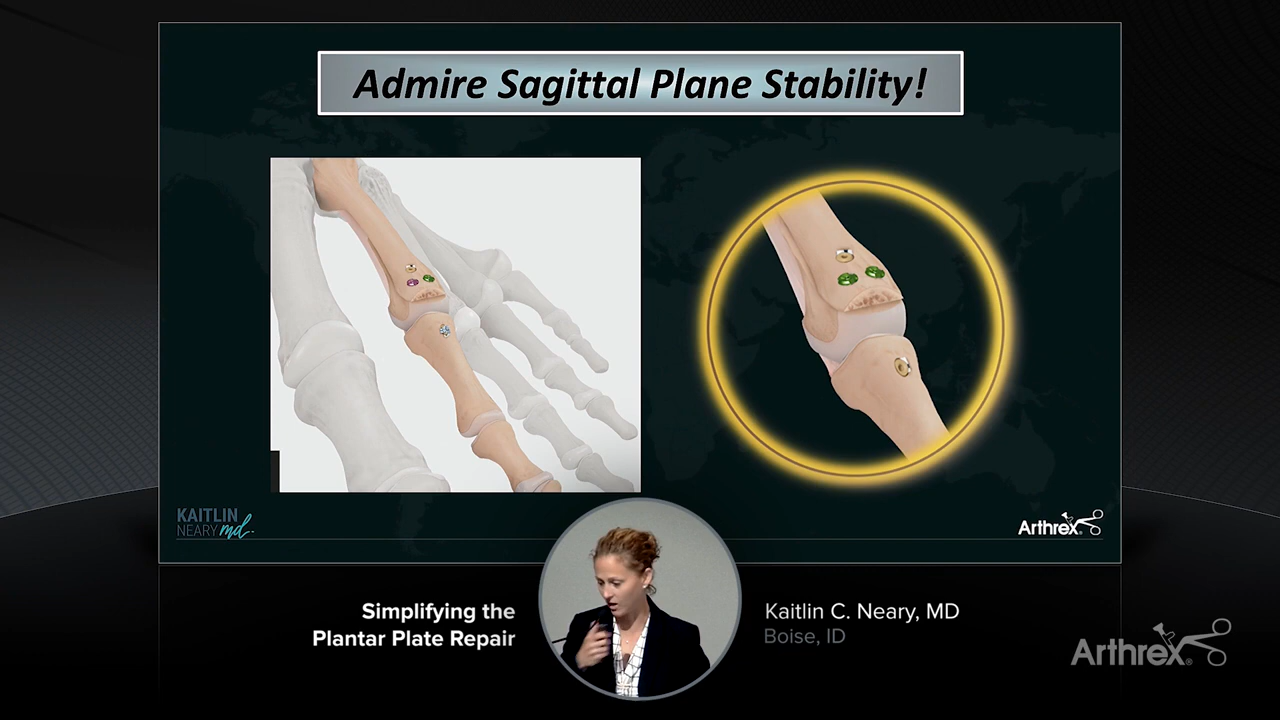 Admire Sagittal Plane Stability!
KAITLIN
NEARY md.
Arthrex®
Simplifying the
Plantar Plate Repair
Kaitlin C. Neary, MD
Boise, ID
Arthrex®